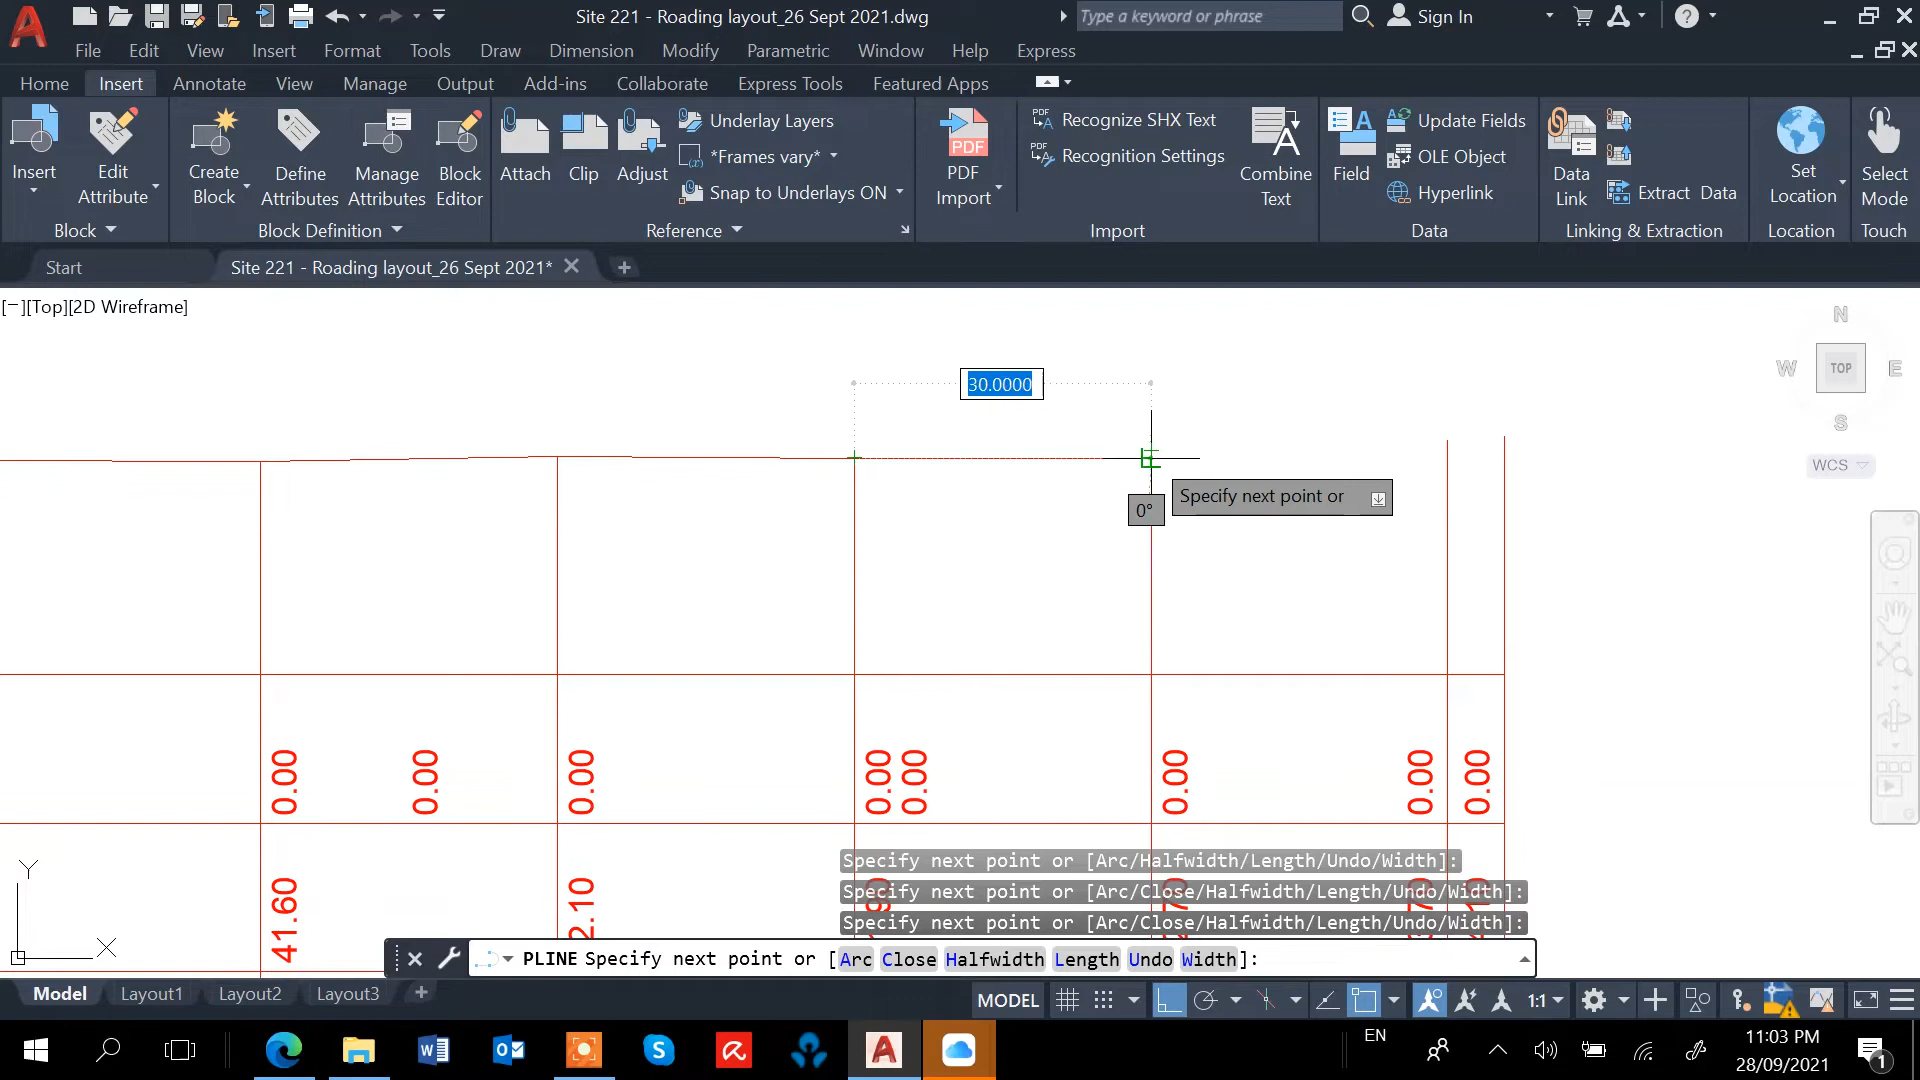 Site 221 - Roading layout_26 Sept 2021.dwg
Type a keyword or phrase
Sign In
File Edit View Insert Format Tools Draw Dimension Modify Parametric Window Help Express
Home Insert Annotate View Manage Output Add-ins Collaborate Express Tools Featured Apps
Insert
Edit Attribute
Create Block
Define Attributes
Manage Attributes
Block Editor
Attach
Clip
Adjust
Underlay Layers
*Frames vary*
Snap to Underlays ON
PDF
PDF Import
PDF
Recognize SHX Text
PDF
Recognition Settings
Combine Text
Field
Update Fields
OLE Object
Hyperlink
Data Link
Extract Data
Set Location
Select Mode
Block
Block Definition
Reference
Import
Data
Linking & Extraction
Location
Touch
Start
Site 221 - Roading layout_26 Sept 2021*
[−][Top][2D Wireframe]
N
W
TOP
E
S
WCS
30.0000
Specify next point or
0°
0.00
0.00
0.00
0.00
0.00
0.00
0.00
0.00
41.60
2.10
Specify next point or [Arc/Halfwidth/Length/Undo/Width]:
Specify next point or [Arc/Close/Halfwidth/Length/Undo/Width]:
Specify next point or [Arc/Close/Halfwidth/Length/Undo/Width]:
PLINE Specify next point or [Arc Close Halfwidth Length Undo Width]:
Y
X
Model Layout1 Layout2 Layout3
MODEL
1:1
EN
11:03 PM
28/09/2021
1